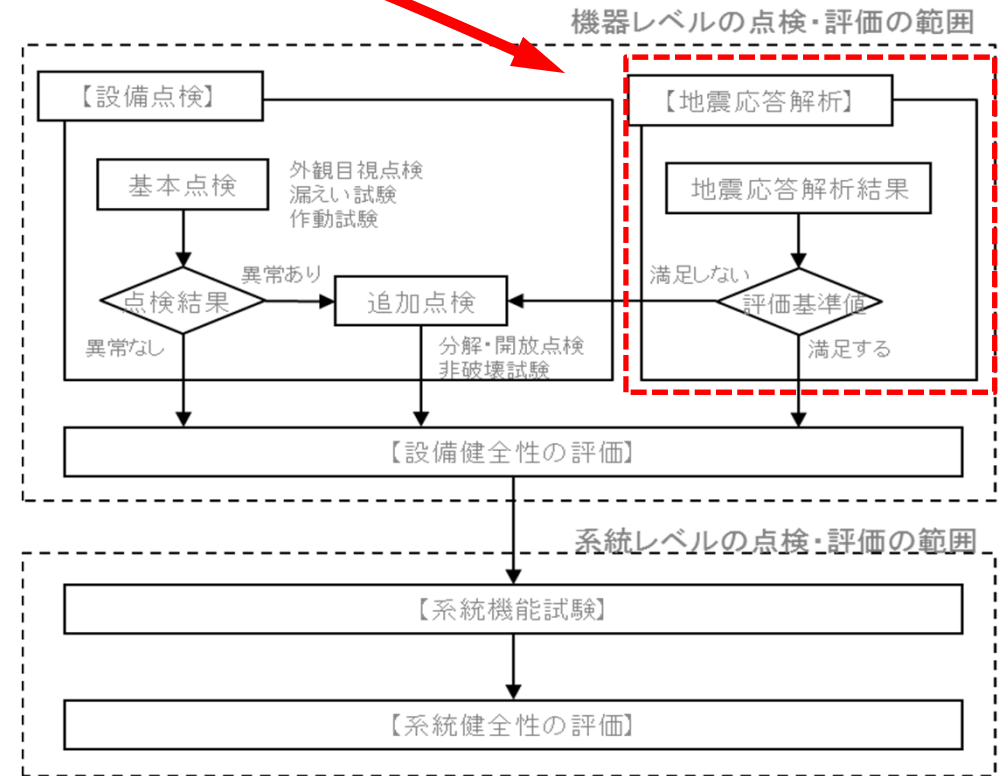 機器レベルの点検・評価の範囲
【設備点検】
【地震応答解析】
基本点検
外観目視点検
漏えい試験
作動試験
地震応答解析結果
点検結果
異常あり
追加点検
満足しない
評価基準値
異常なし
分解・開放点検
非破壊試験
満足する
【設備健全性の評価】
系統レベルの点検・評価の範囲
【系統機能試験】
【系統健全性の評価】